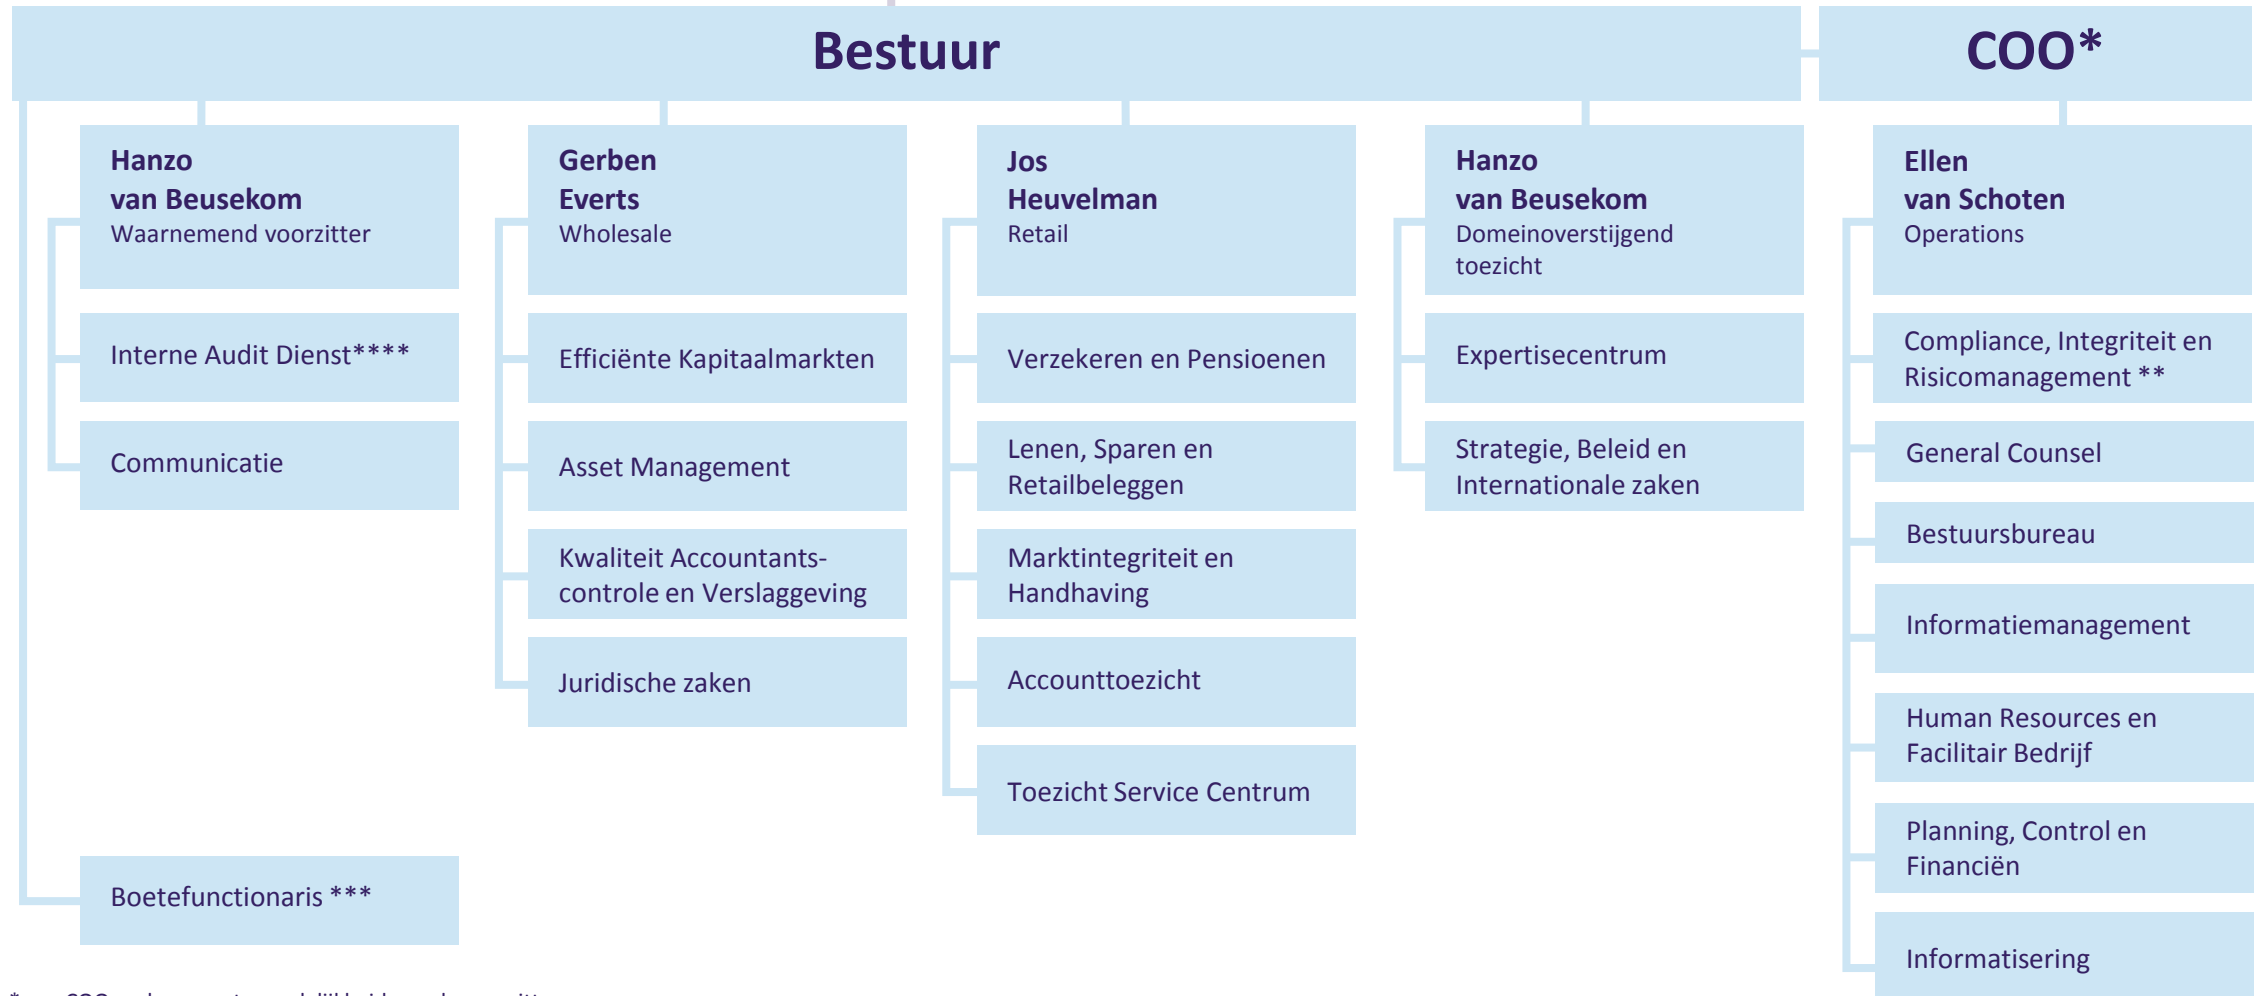 Bestuur
COO*
Hanzo
van Beusekom
Waarnemend voorzitter
Interne Audit Dienst****
Communicatie
Boetefunctionaris ***
Gerben
Everts
Wholesale
Efficiënte Kapitaalmarkten
Asset Management
Kwaliteit Accountants-
controle en Verslaggeving
Juridische zaken
Jos
Heuvelman
Retail
Verzekeren en Pensioenen
Lenen, Sparen en
Retailbeleggen
Marktintegriteit en
Handhaving
Accounttoezicht
Toezicht Service Centrum
Hanzo
van Beusekom
Domeinoverstijgend
toezicht
Expertisecentrum
Strategie, Beleid en
Internationale zaken
Ellen
van Schoten
Operations
Compliance, Integriteit en
Risicomanagement **
General Counsel
Bestuursbureau
Informatiemanagement
Human Resources en
Facilitair Bedrijf
Planning, Control en
Financiën
Informatisering
* COO